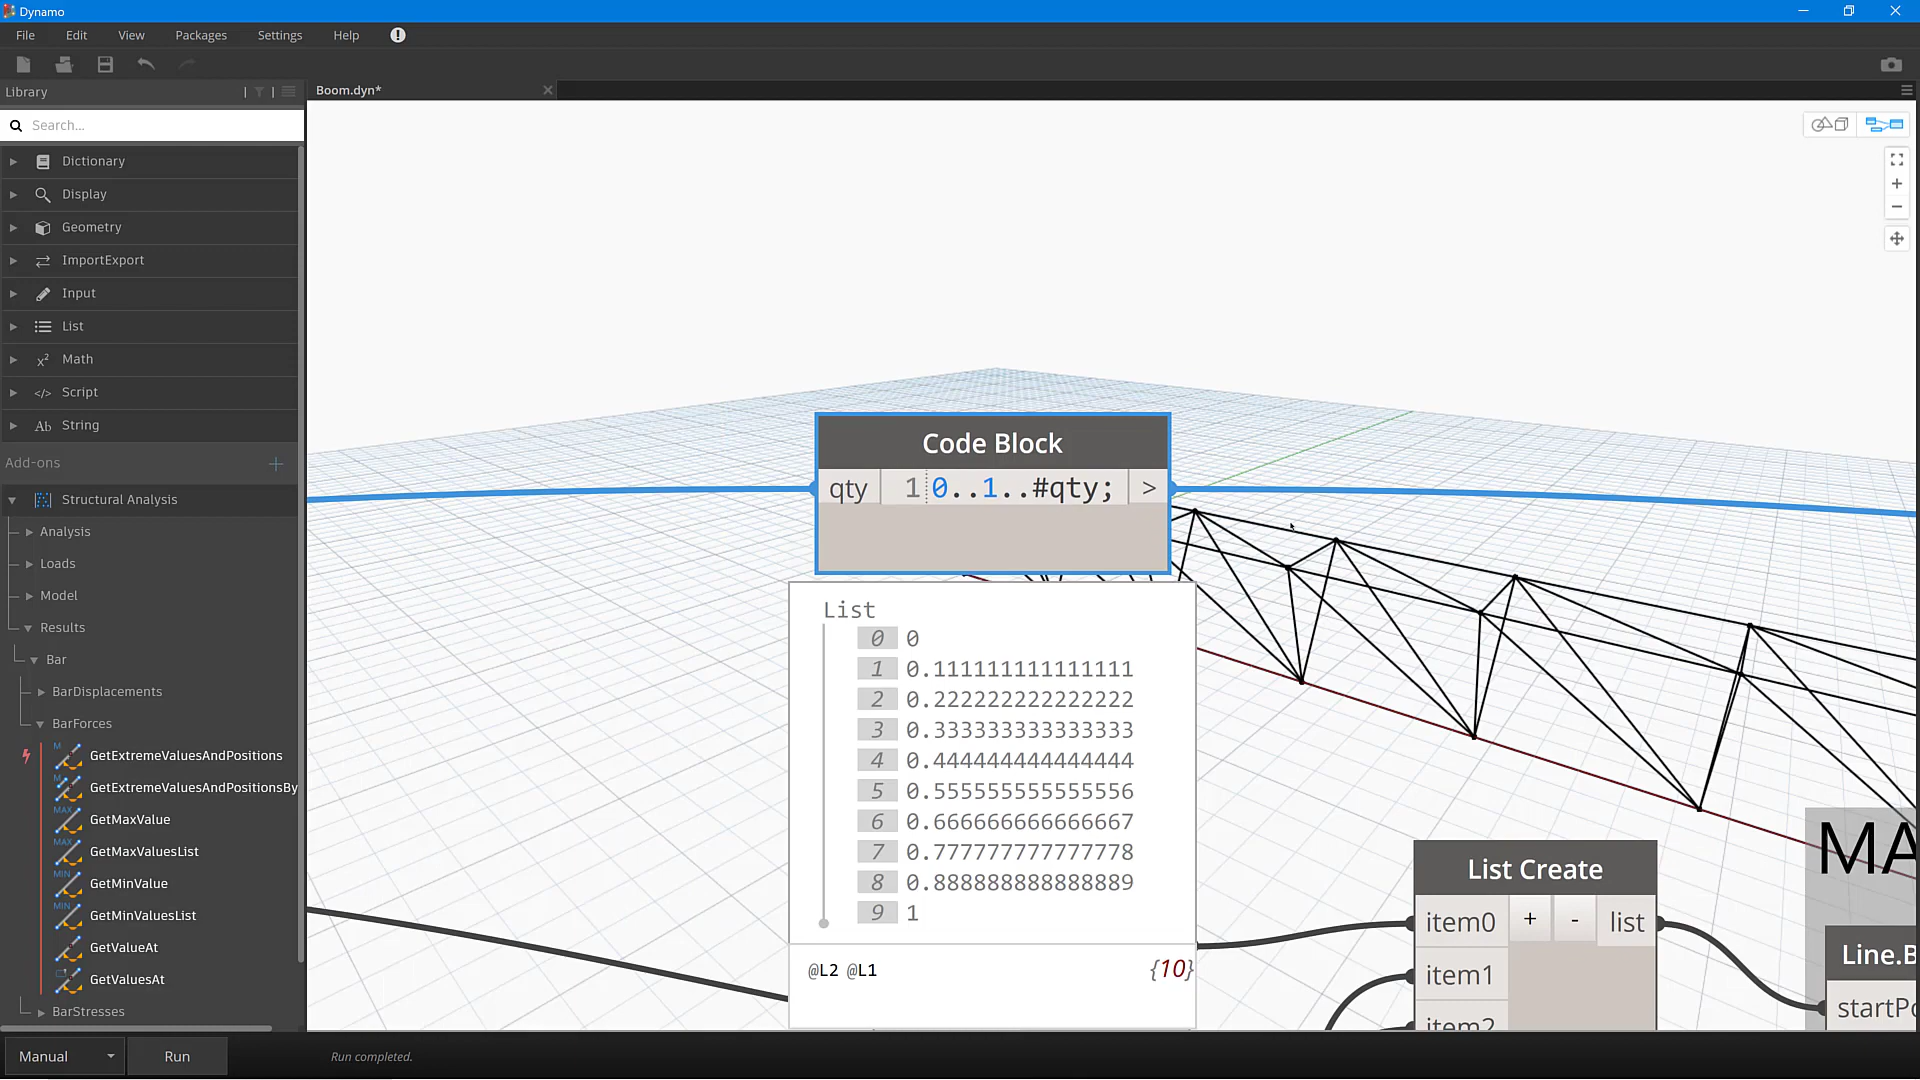 Dynamo
File Edit View Packages Settings Help
Library
Boom.dyn*
Search...
Dictionary
Display
Geometry
ImportExport
Input
List
Math
Script
String
Add-ons
Structural Analysis
Analysis
Loads
Model
Results
Bar
BarDisplacements
BarForces
GetExtremeValuesAndPositions
GetExtremeValuesAndPositionsBy
GetMaxValue
GetMaxValuesList
GetMinValue
GetMinValuesList
GetValueAt
GetValuesAt
BarStresses
Code Block
qty 1 0..1..#qty; >
List
0 0
1 0.111111111111111
2 0.222222222222222
3 0.333333333333333
4 0.444444444444444
5 0.555555555555556
6 0.666666666666667
7 0.777777777777778
8 0.888888888888889
9 1
@L2 @L1 {10}
List Create
item0 + - list
item1
item2
MA
Line.B
startPo
Manual Run Run completed.